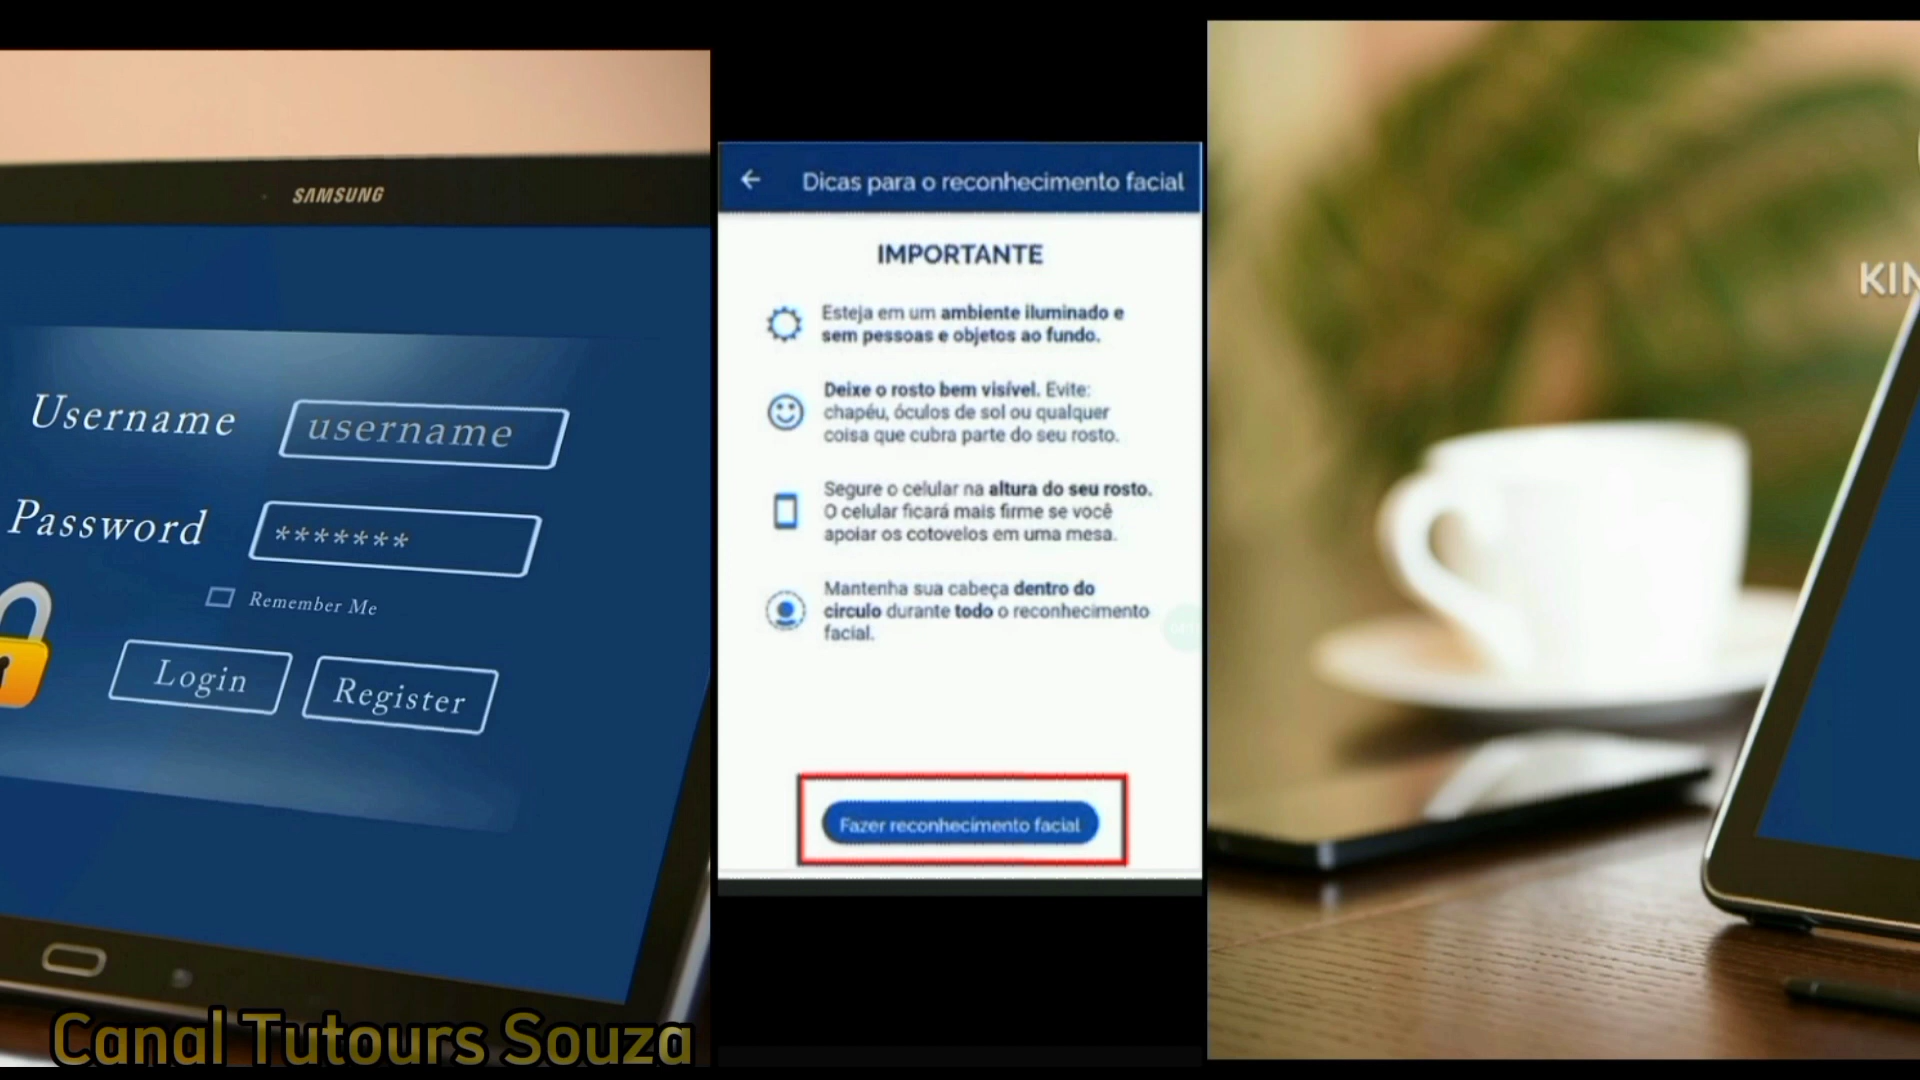 SAMSUNG
Username
username
Password
*******
Remember Me
Login
Register
Canal Tutours Souza
Dicas para o reconhecimento facial
IMPORTANTE
Esteja em um ambiente iluminado e
sem pessoas e objetos ao fundo.
Deixe o rosto bem visível. Evite:
chapéu, óculos de sol ou qualquer
coisa que cubra parte do seu rosto.
Segure o celular na altura do seu rosto.
O celular ficará mais firme se você
apoiar os cotovelos em uma mesa.
Mantenha sua cabeça dentro do
circulo durante todo o reconhecimento
facial.
Fazer reconhecimento facial
KIN